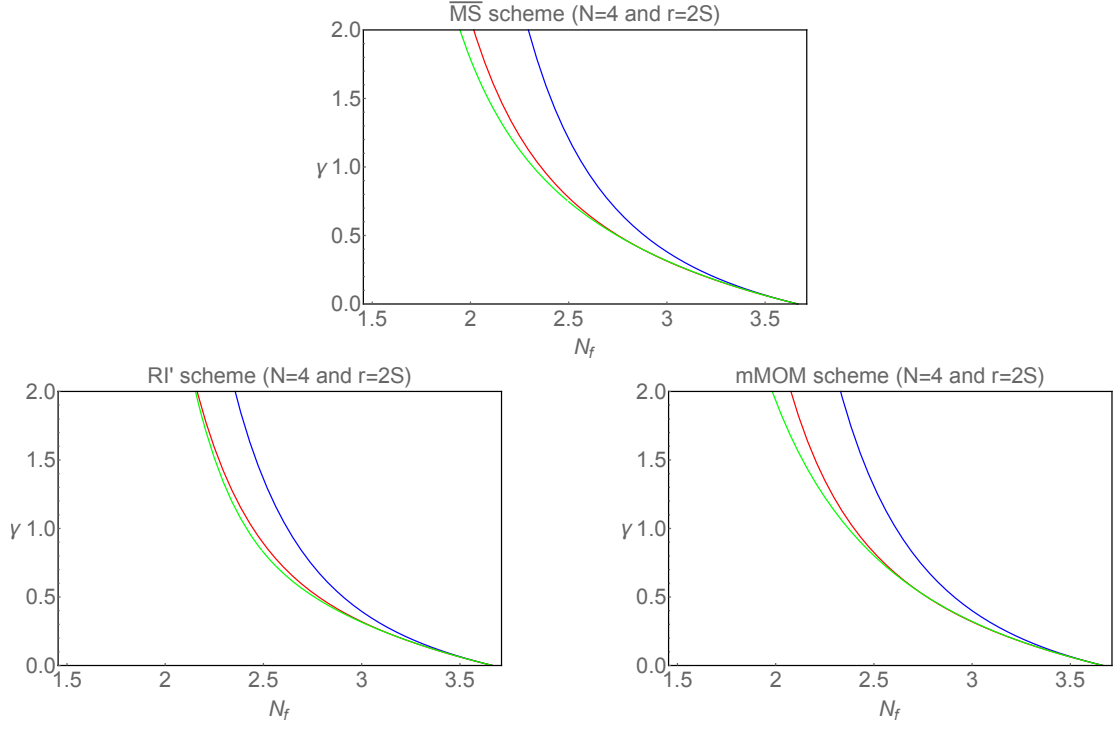 MS scheme (N=4 and r=2S)
2.0
1.5
γ 1.0
0.5
0.0
1.5 2 2.5 3 3.5
N_f
RI' scheme (N=4 and r=2S)
2.0
1.5
γ 1.0
0.5
0.0
1.5 2 2.5 3 3.5
N_f
mMOM scheme (N=4 and r=2S)
2.0
1.5
γ 1.0
0.5
0.0
1.5 2 2.5 3 3.5
N_f